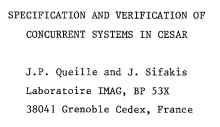 SPECIFICATION AND VERIFICATION OF
CONCURRENT SYSTEMS IN CESAR
J.P. Queille and J. Sifakis
Laboratoire IMAG, BP 53X
38041 Grenoble Cedex, France